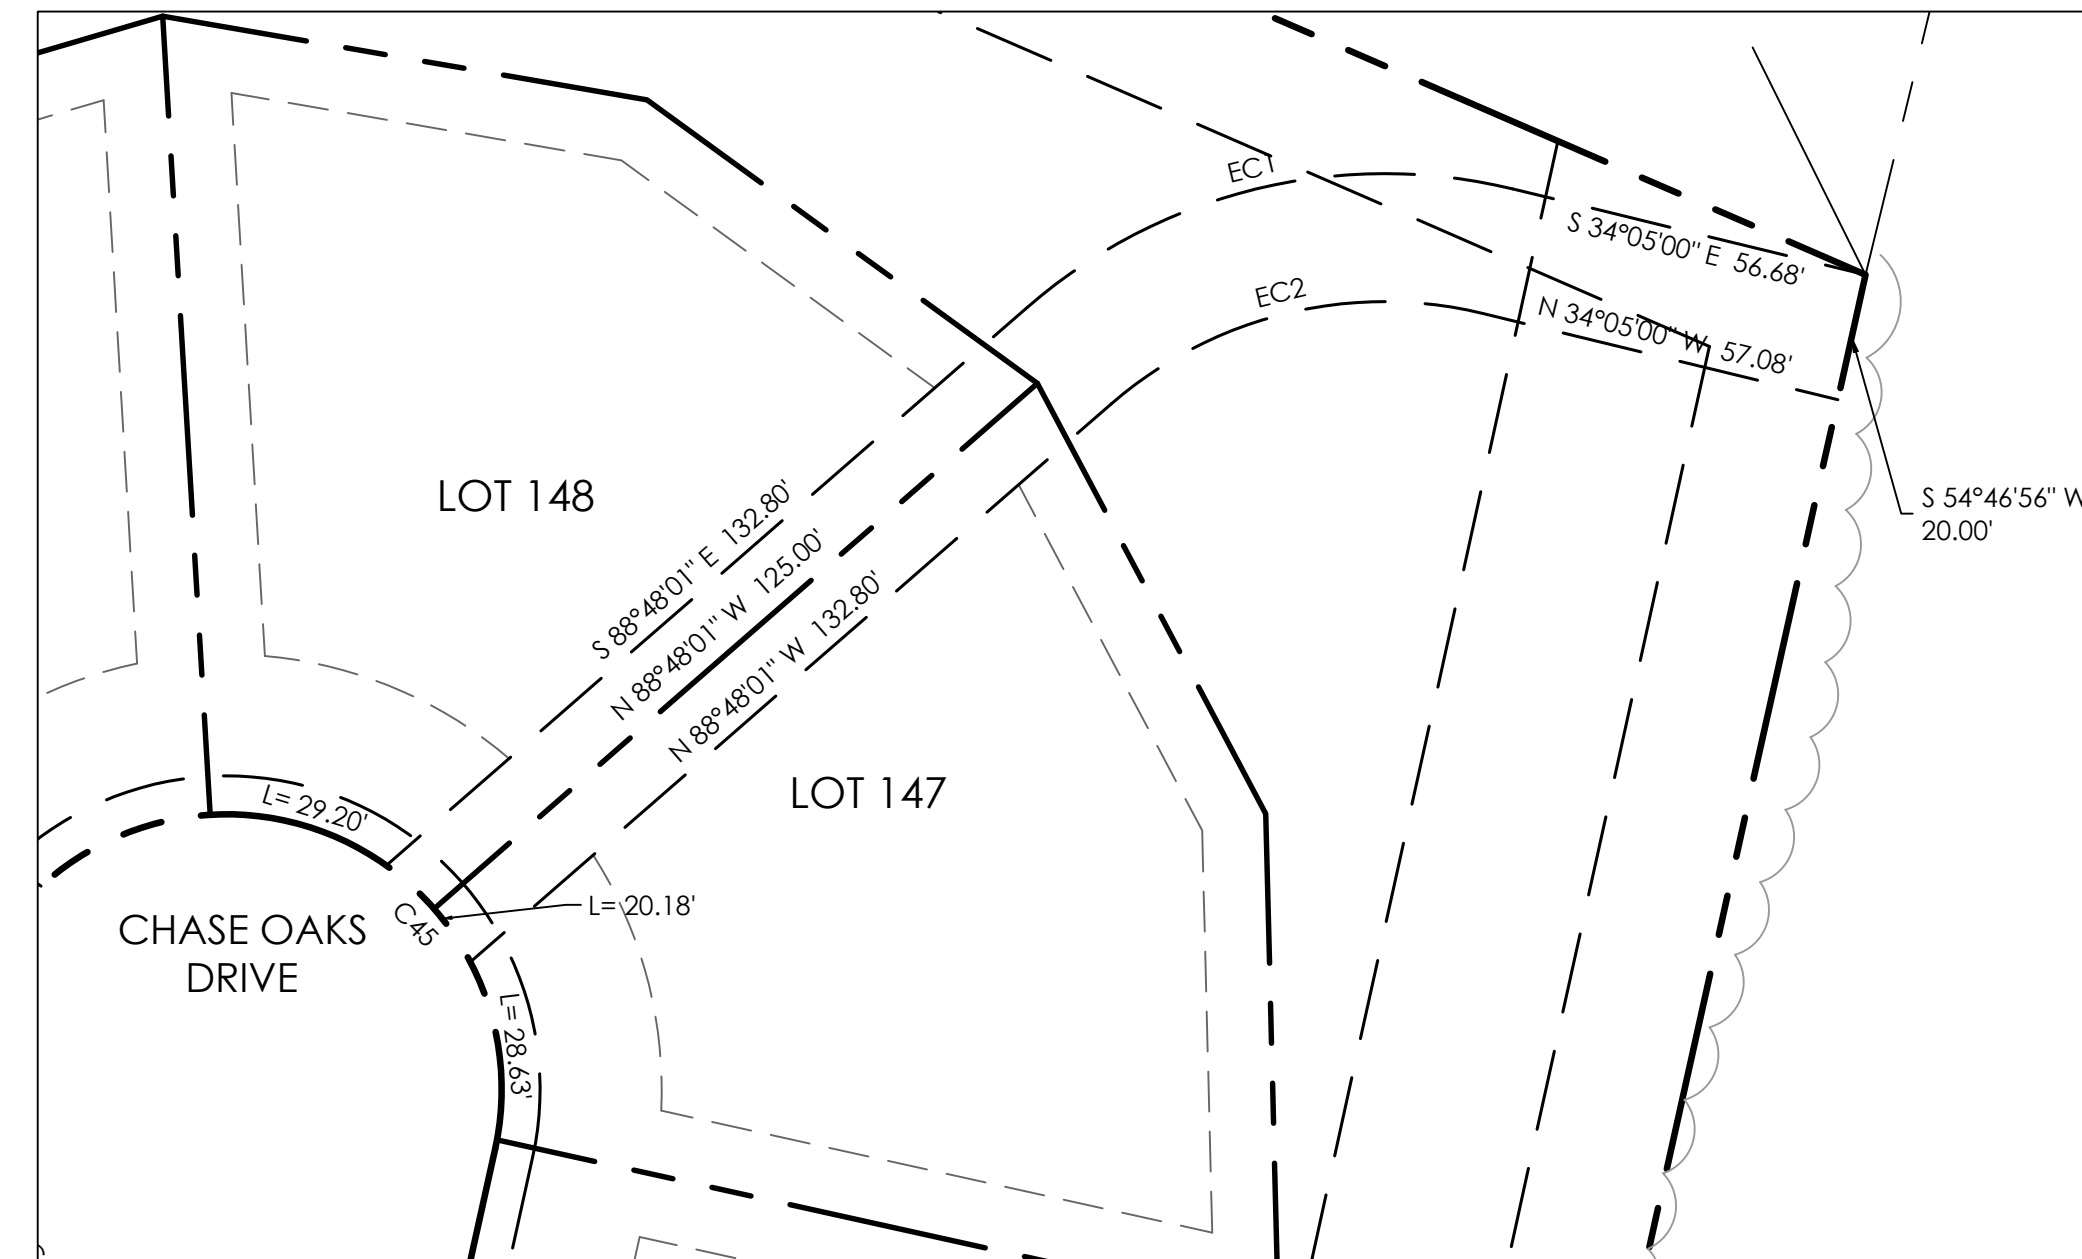 EC1
S 34°05'00" E 56.68'
EC2
N 34°05'00" W 57.08'
S 54°46'56" W
20.00'
LOT 148
S 88°48'01" E 132.80'
N 88°48'01" W 125.00'
N 88°48'01" W 132.80'
LOT 147
L= 29.20'
L= 20.18'
C45
CHASE OAKS
DRIVE
L= 28.63'